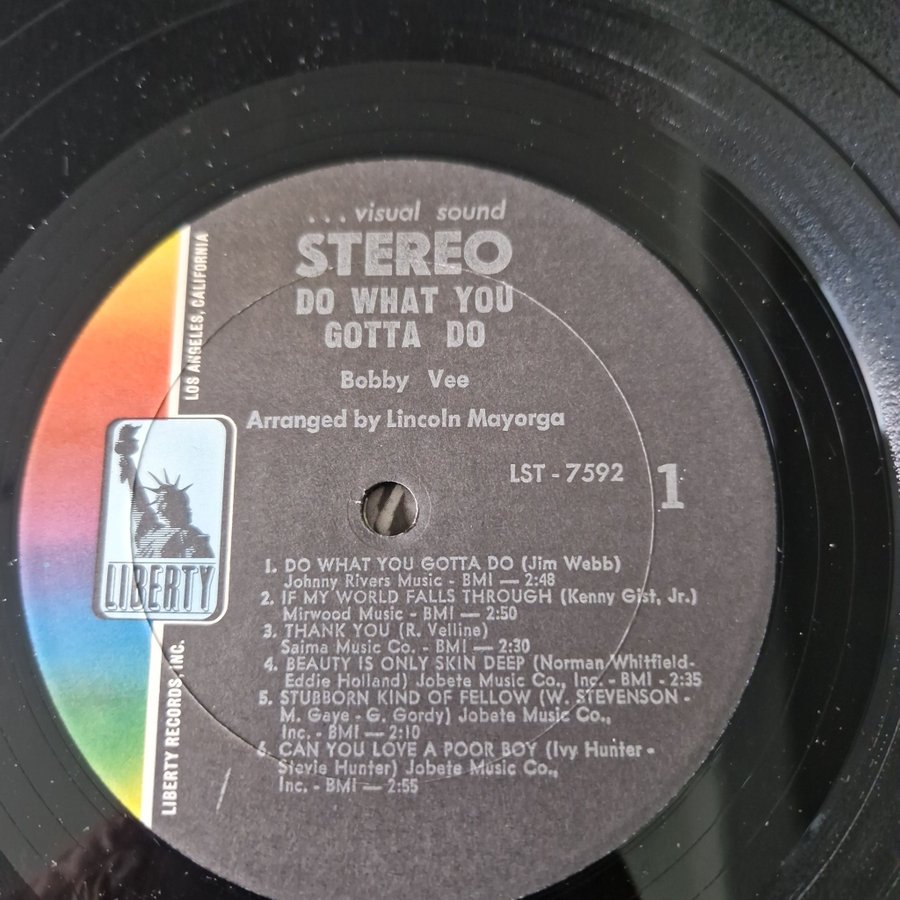 ... visual sound
STEREO
DO WHAT YOU
GOTTA DO
Bobby Vee
Arranged by Lincoln Mayorga
LST - 7592
1
1. DO WHAT YOU GOTTA DO (Jim Webb)
Johnny Rivers Music - BMI — 2:48
2. IF MY WORLD FALLS THROUGH (Kenny Gist, Jr.)
Mirwood Music - BMI — 2:50
3. THANK YOU (R. Velline)
Saima Music Co. - BMI — 2:30
4. BEAUTY IS ONLY SKIN DEEP (Norman Whitfield-
Eddie Holland) Jobete Music Co., Inc. - BMI - 2:35
5. STUBBORN KIND OF FELLOW (W. STEVENSON -
M. Gaye - G. Gordy) Jobete Music Co.,
Inc. - BMI — 2:10
6. CAN YOU LOVE A POOR BOY (Ivy Hunter -
Stevie Hunter) Jobete Music Co.,
Inc. - BMI — 2:55
LIBERTY
LIBERTY RECORDS, INC.
LOS ANGELES, CALIFORNIA